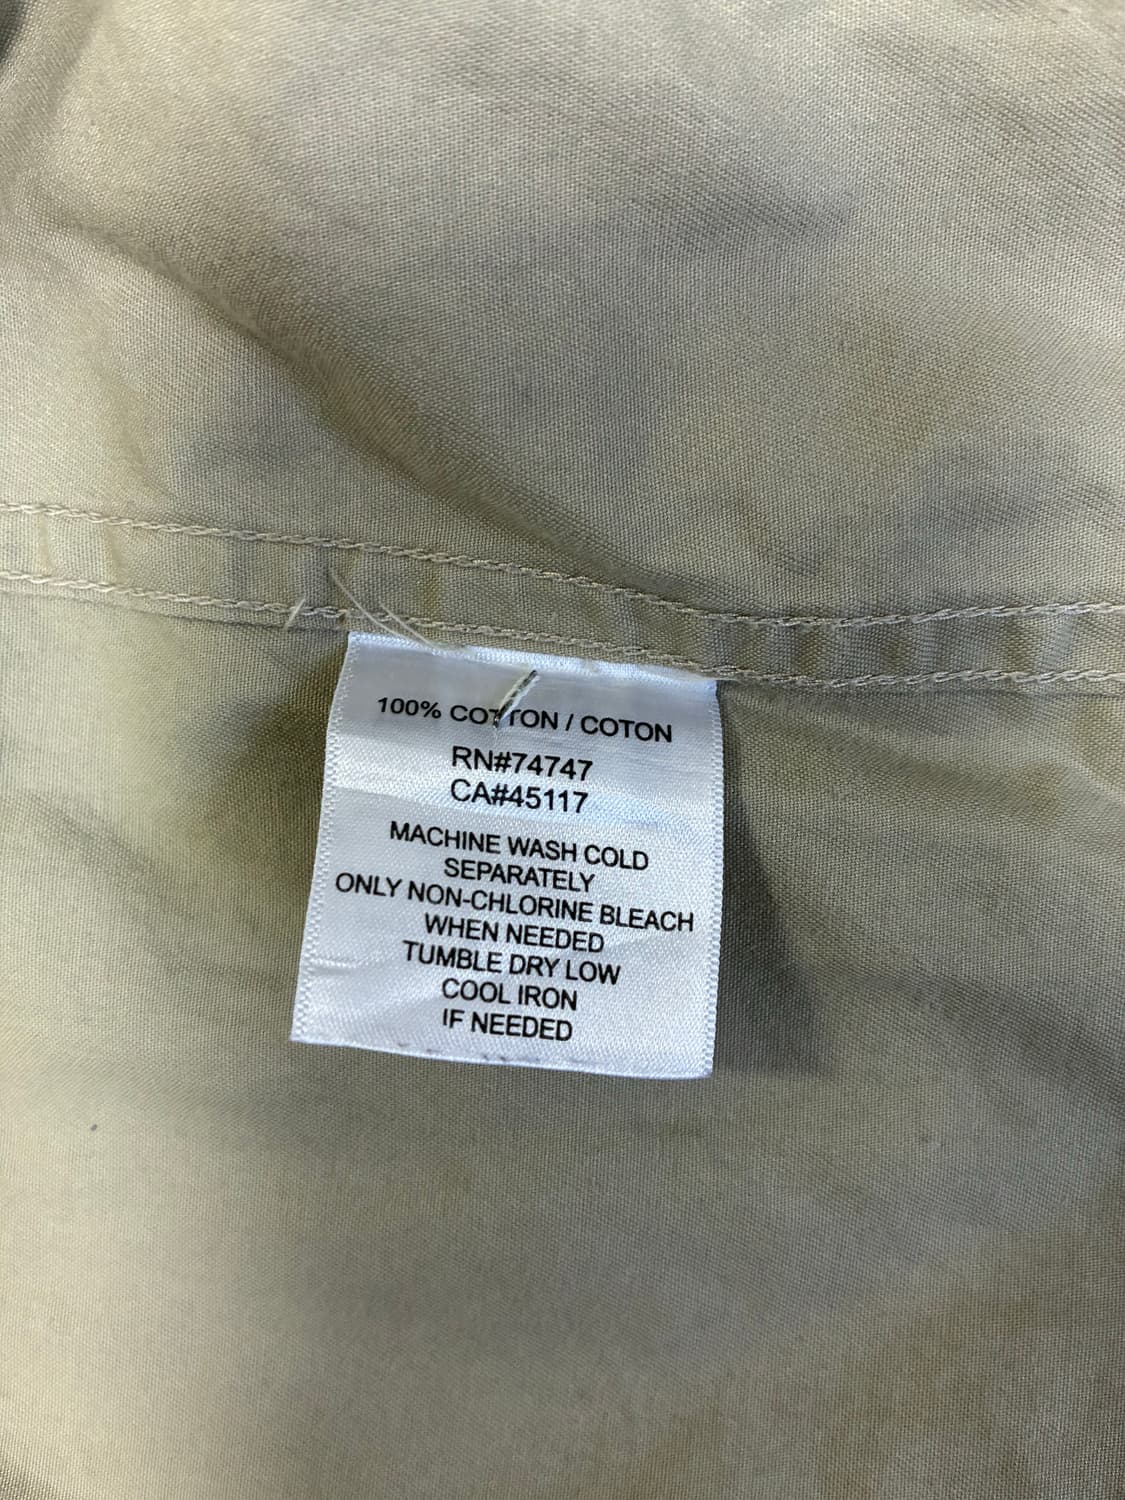 100% COTTON / COTON
RN#74747
CA#45117
MACHINE WASH COLD
SEPARATELY
ONLY NON-CHLORINE BLEACH
WHEN NEEDED
TUMBLE DRY LOW
COOL IRON
IF NEEDED